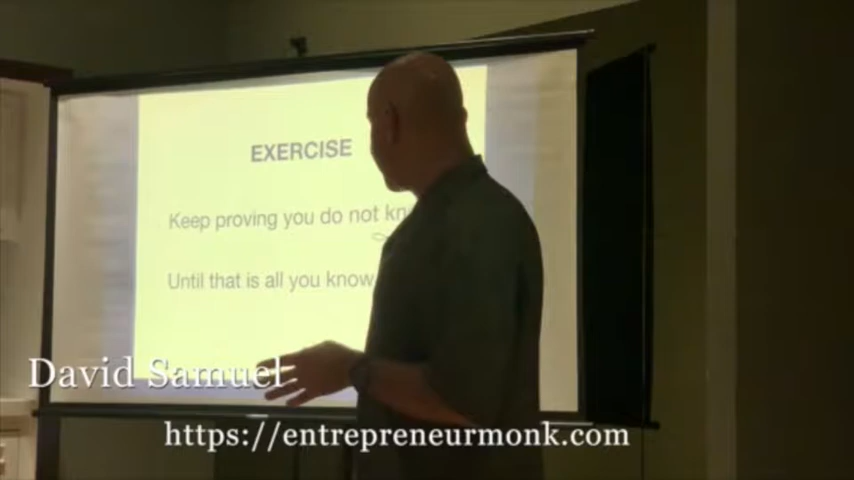 EXERCISE
Keep proving you do not
Until that is all you know
David Samuel
https://entrepreneurmonk.com